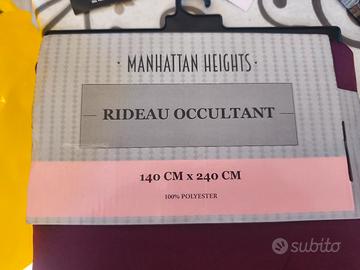 · MANHATTAN HEIGHTS ·
RIDEAU OCCULTANT
140 CM x 240 CM
100% POLYESTER
subito